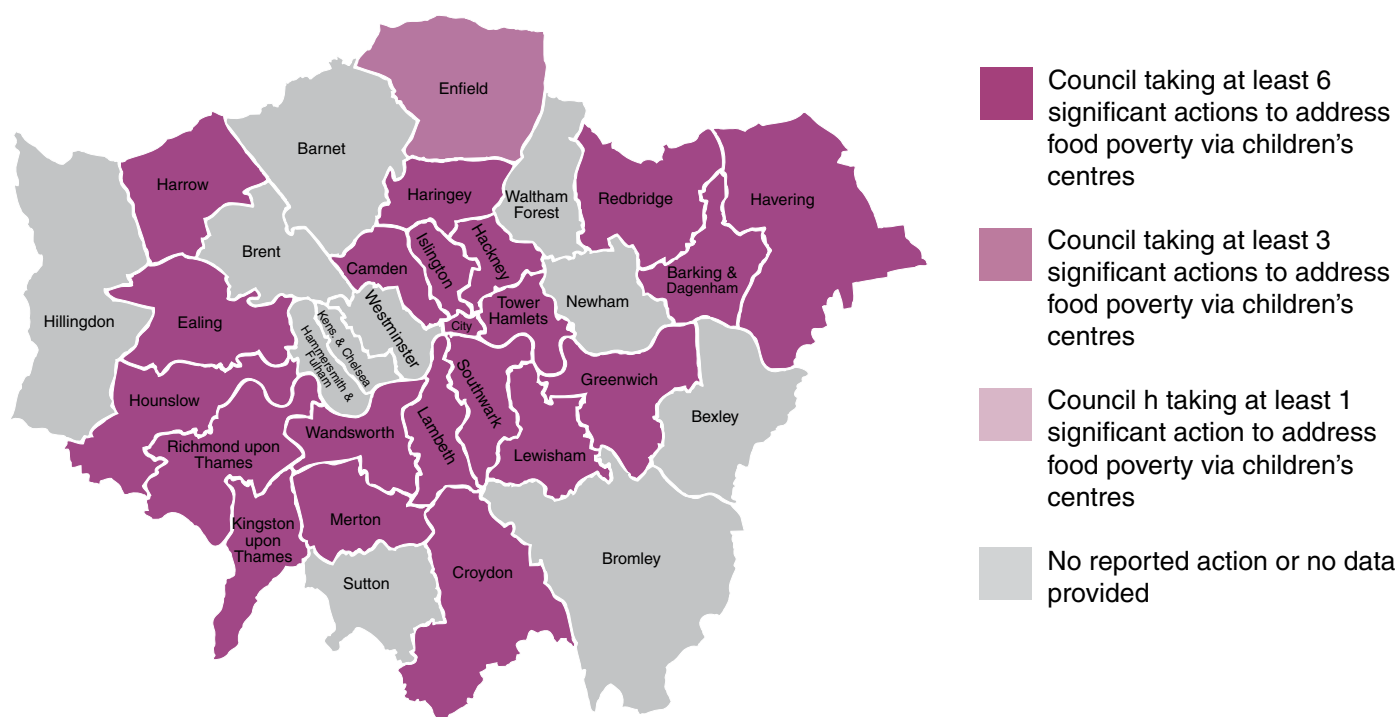 Enfield
Barnet
Harrow
Haringey
Waltham
Forest
Redbridge
Havering
Brent
Camden
Islington
Hackney
Barking &
Dagenham
Hillingdon
Ealing
Westminster
Kens. & Chelsea
Hammersmith &
Fulham
City
Tower
Hamlets
Newham
Hounslow
Richmond upon
Thames
Wandsworth
Lambeth
Southwark
Greenwich
Lewisham
Bexley
Kingston
upon
Thames
Merton
Sutton
Croydon
Bromley
Council taking at least 6
significant actions to address
food poverty via children’s
centres
Council taking at least 3
significant actions to address
food poverty via children’s
centres
Council h taking at least 1
significant action to address
food poverty via children’s
centres
No reported action or no data
provided